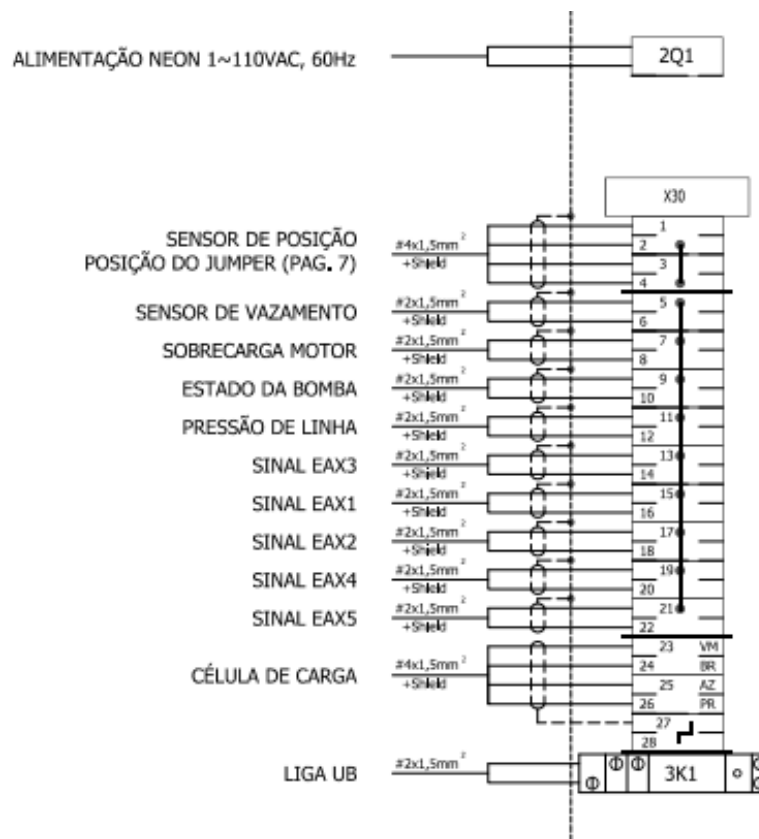 ALIMENTAÇÃO NEON 1~110VAC, 60Hz
2Q1
X30
SENSOR DE POSIÇÃO
POSIÇÃO DO JUMPER (PAG. 7)
#4x1,5mm²
+Shield
1
2
3
4
SENSOR DE VAZAMENTO
#2x1,5mm²
+Shield
5
6
SOBRECARGA MOTOR
#2x1,5mm²
+Shield
7
8
ESTADO DA BOMBA
#2x1,5mm²
+Shield
9
10
PRESSÃO DE LINHA
#2x1,5mm²
+Shield
11
12
SINAL EAX3
#2x1,5mm²
+Shield
13
14
SINAL EAX1
#2x1,5mm²
+Shield
15
16
SINAL EAX2
#2x1,5mm²
+Shield
17
18
SINAL EAX4
#2x1,5mm²
+Shield
19
20
SINAL EAX5
#2x1,5mm²
+Shield
21
22
CÉLULA DE CARGA
#4x1,5mm²
+Shield
23 VM
24 BR
25 AZ
26 PR
27
28
LIGA UB
#2x1,5mm²
3K1